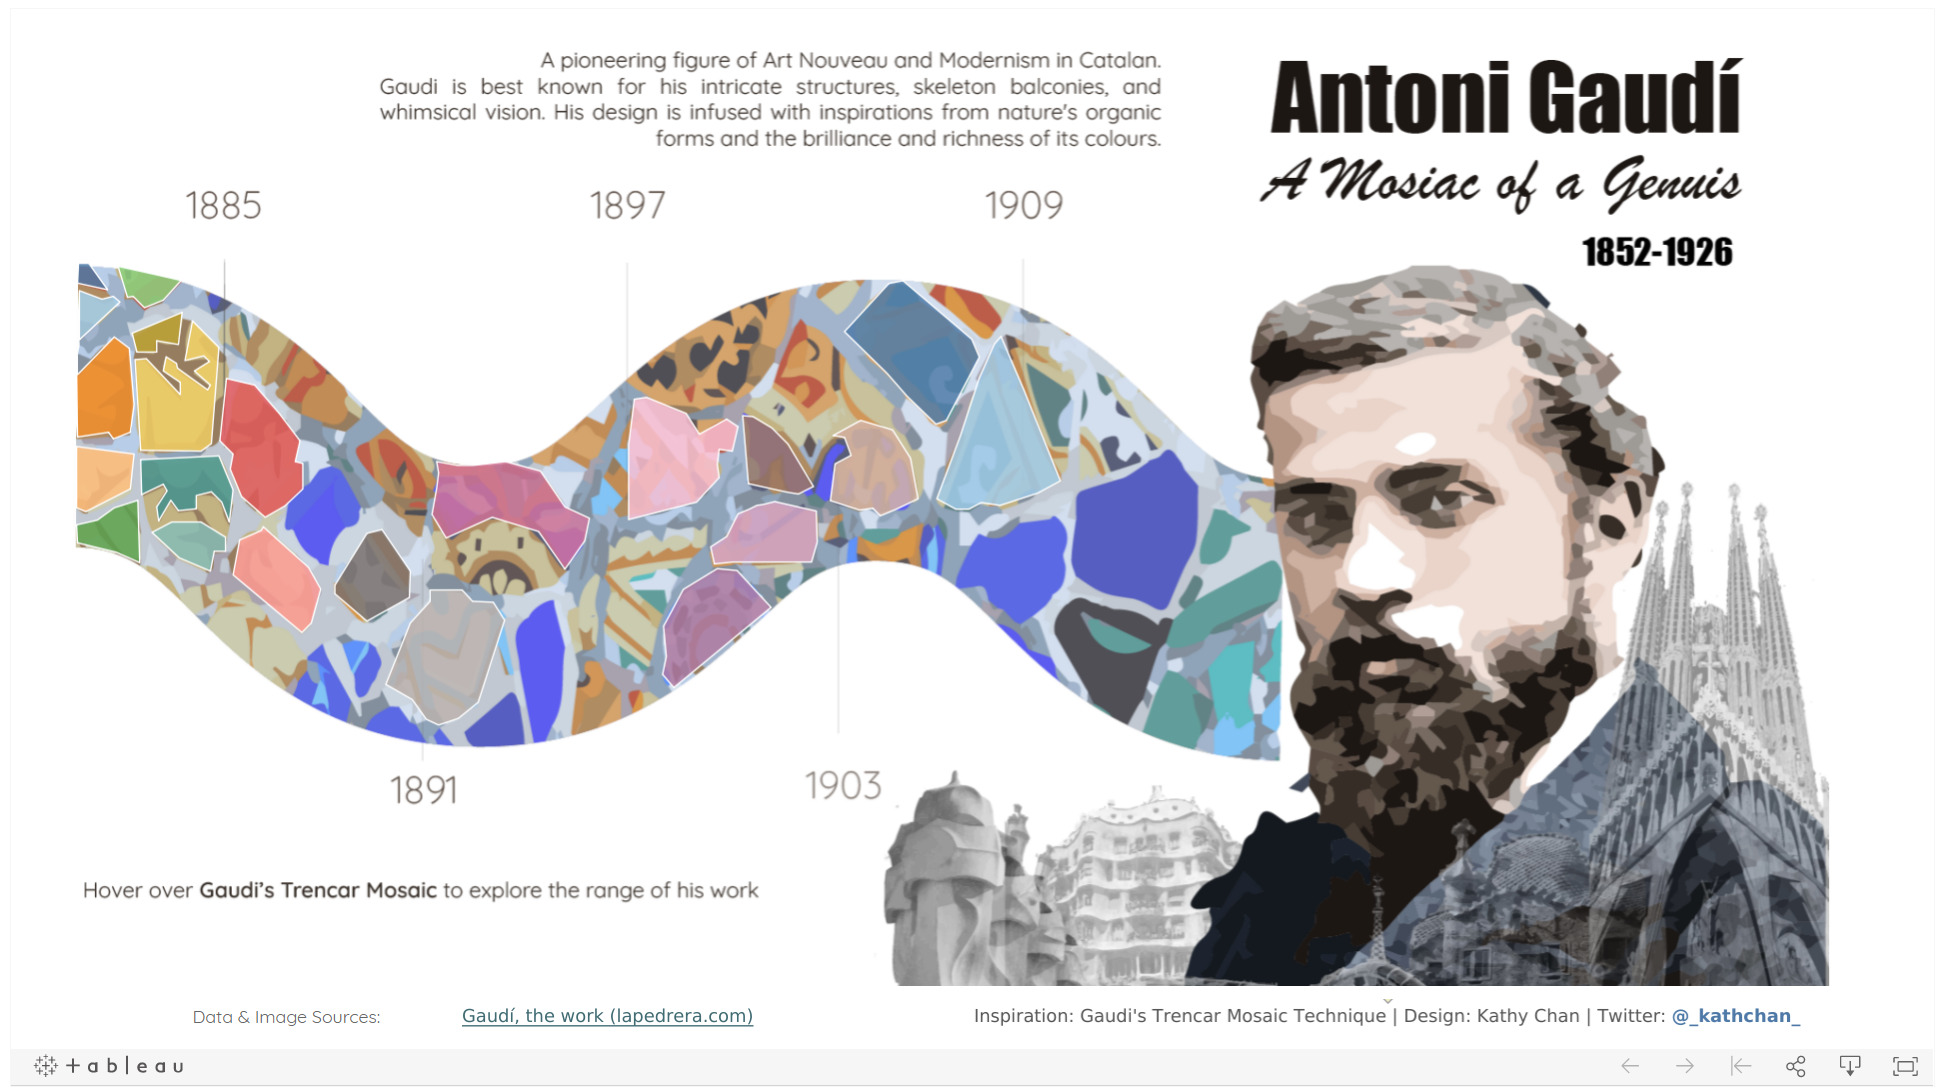 A pioneering figure of Art Nouveau and Modernism in Catalan.
Gaudi is best known for his intricate structures, skeleton balconies, and
whimsical vision. His design is infused with inspirations from nature's organic
forms and the brilliance and richness of its colours.
Antoni Gaudí
A Mosiac of a Genuis
1852-1926
1885
1897
1909
1891
1903
Hover over Gaudi's Trencar Mosaic to explore the range of his work
Data & Image Sources:
Gaudí, the work (lapedrera.com)
Inspiration: Gaudi's Trencar Mosaic Technique | Design: Kathy Chan | Twitter: @_kathchan_
+ableau